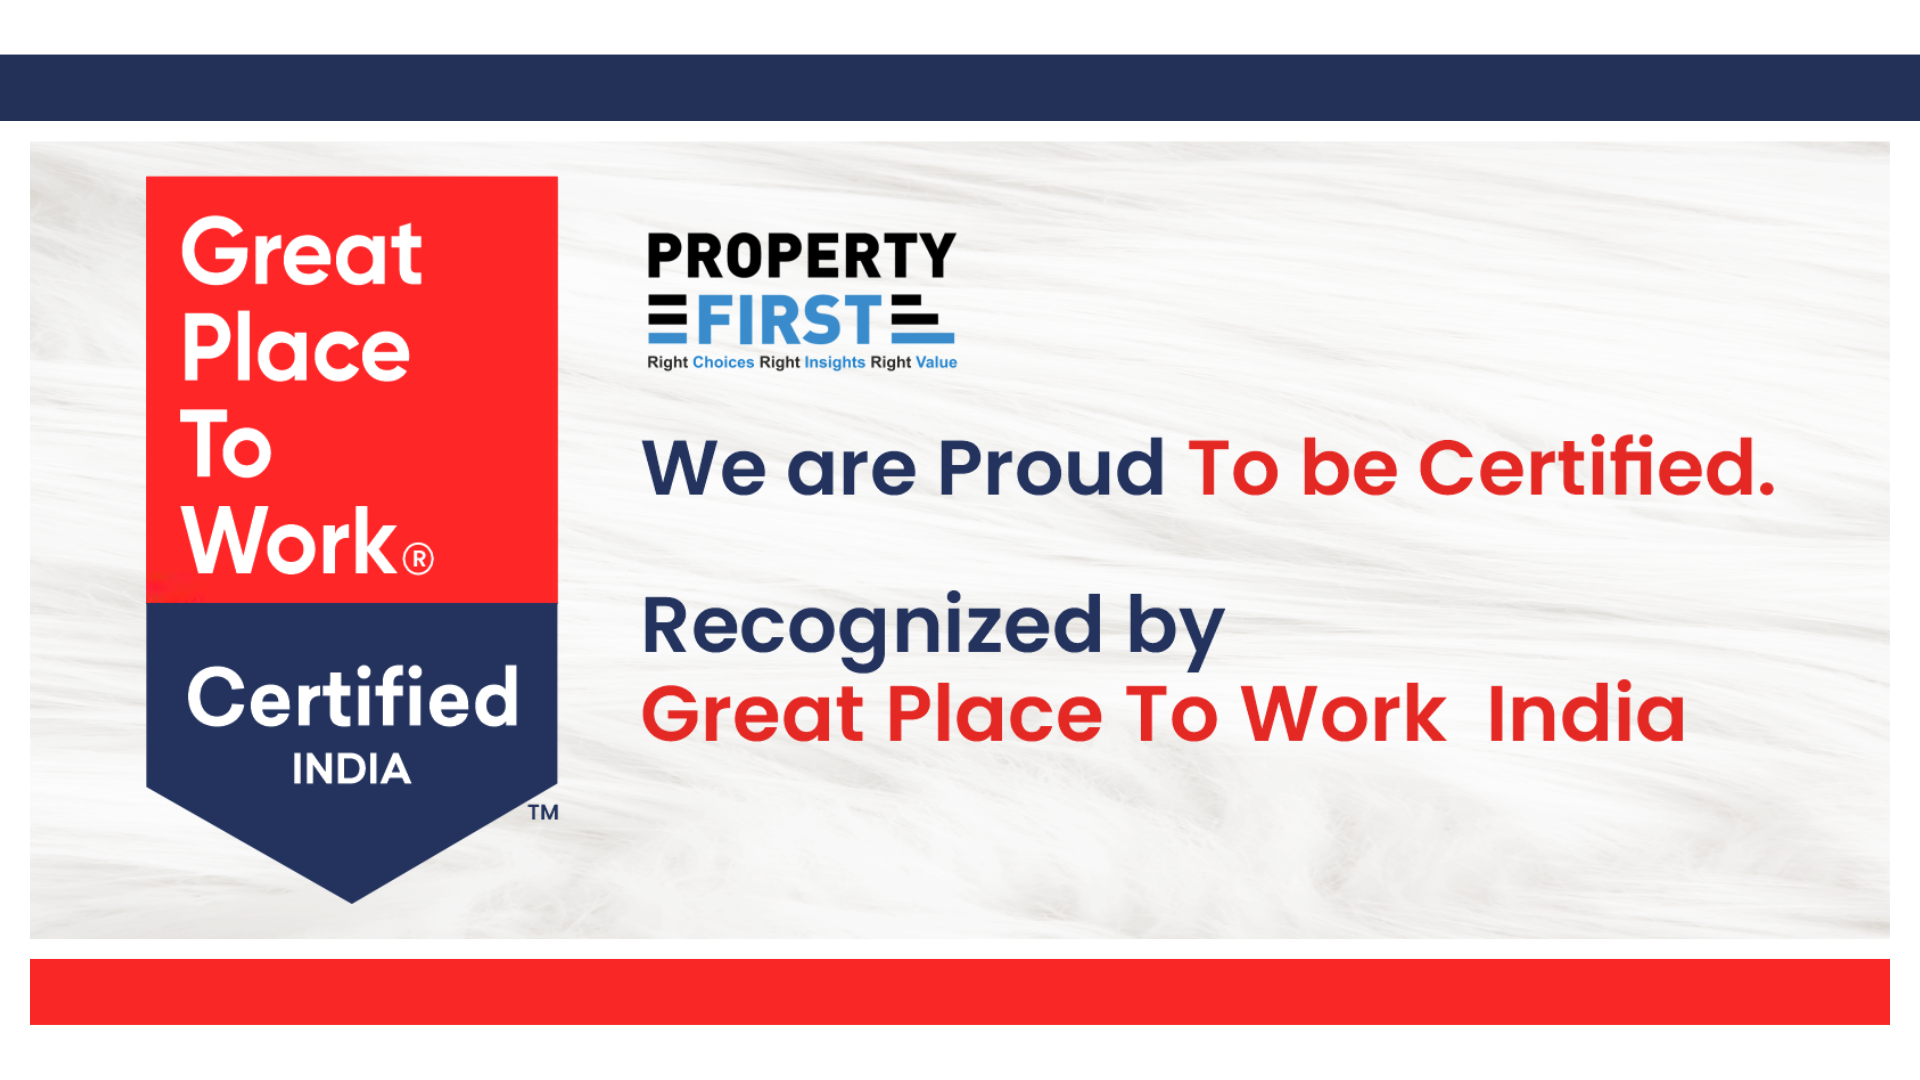 Great
Place
To
Work®
Certified
INDIA
TM
PROPERTY
FIRST
Right Choices Right Insights Right Value
We are Proud To be Certified.
Recognized by
Great Place To Work India